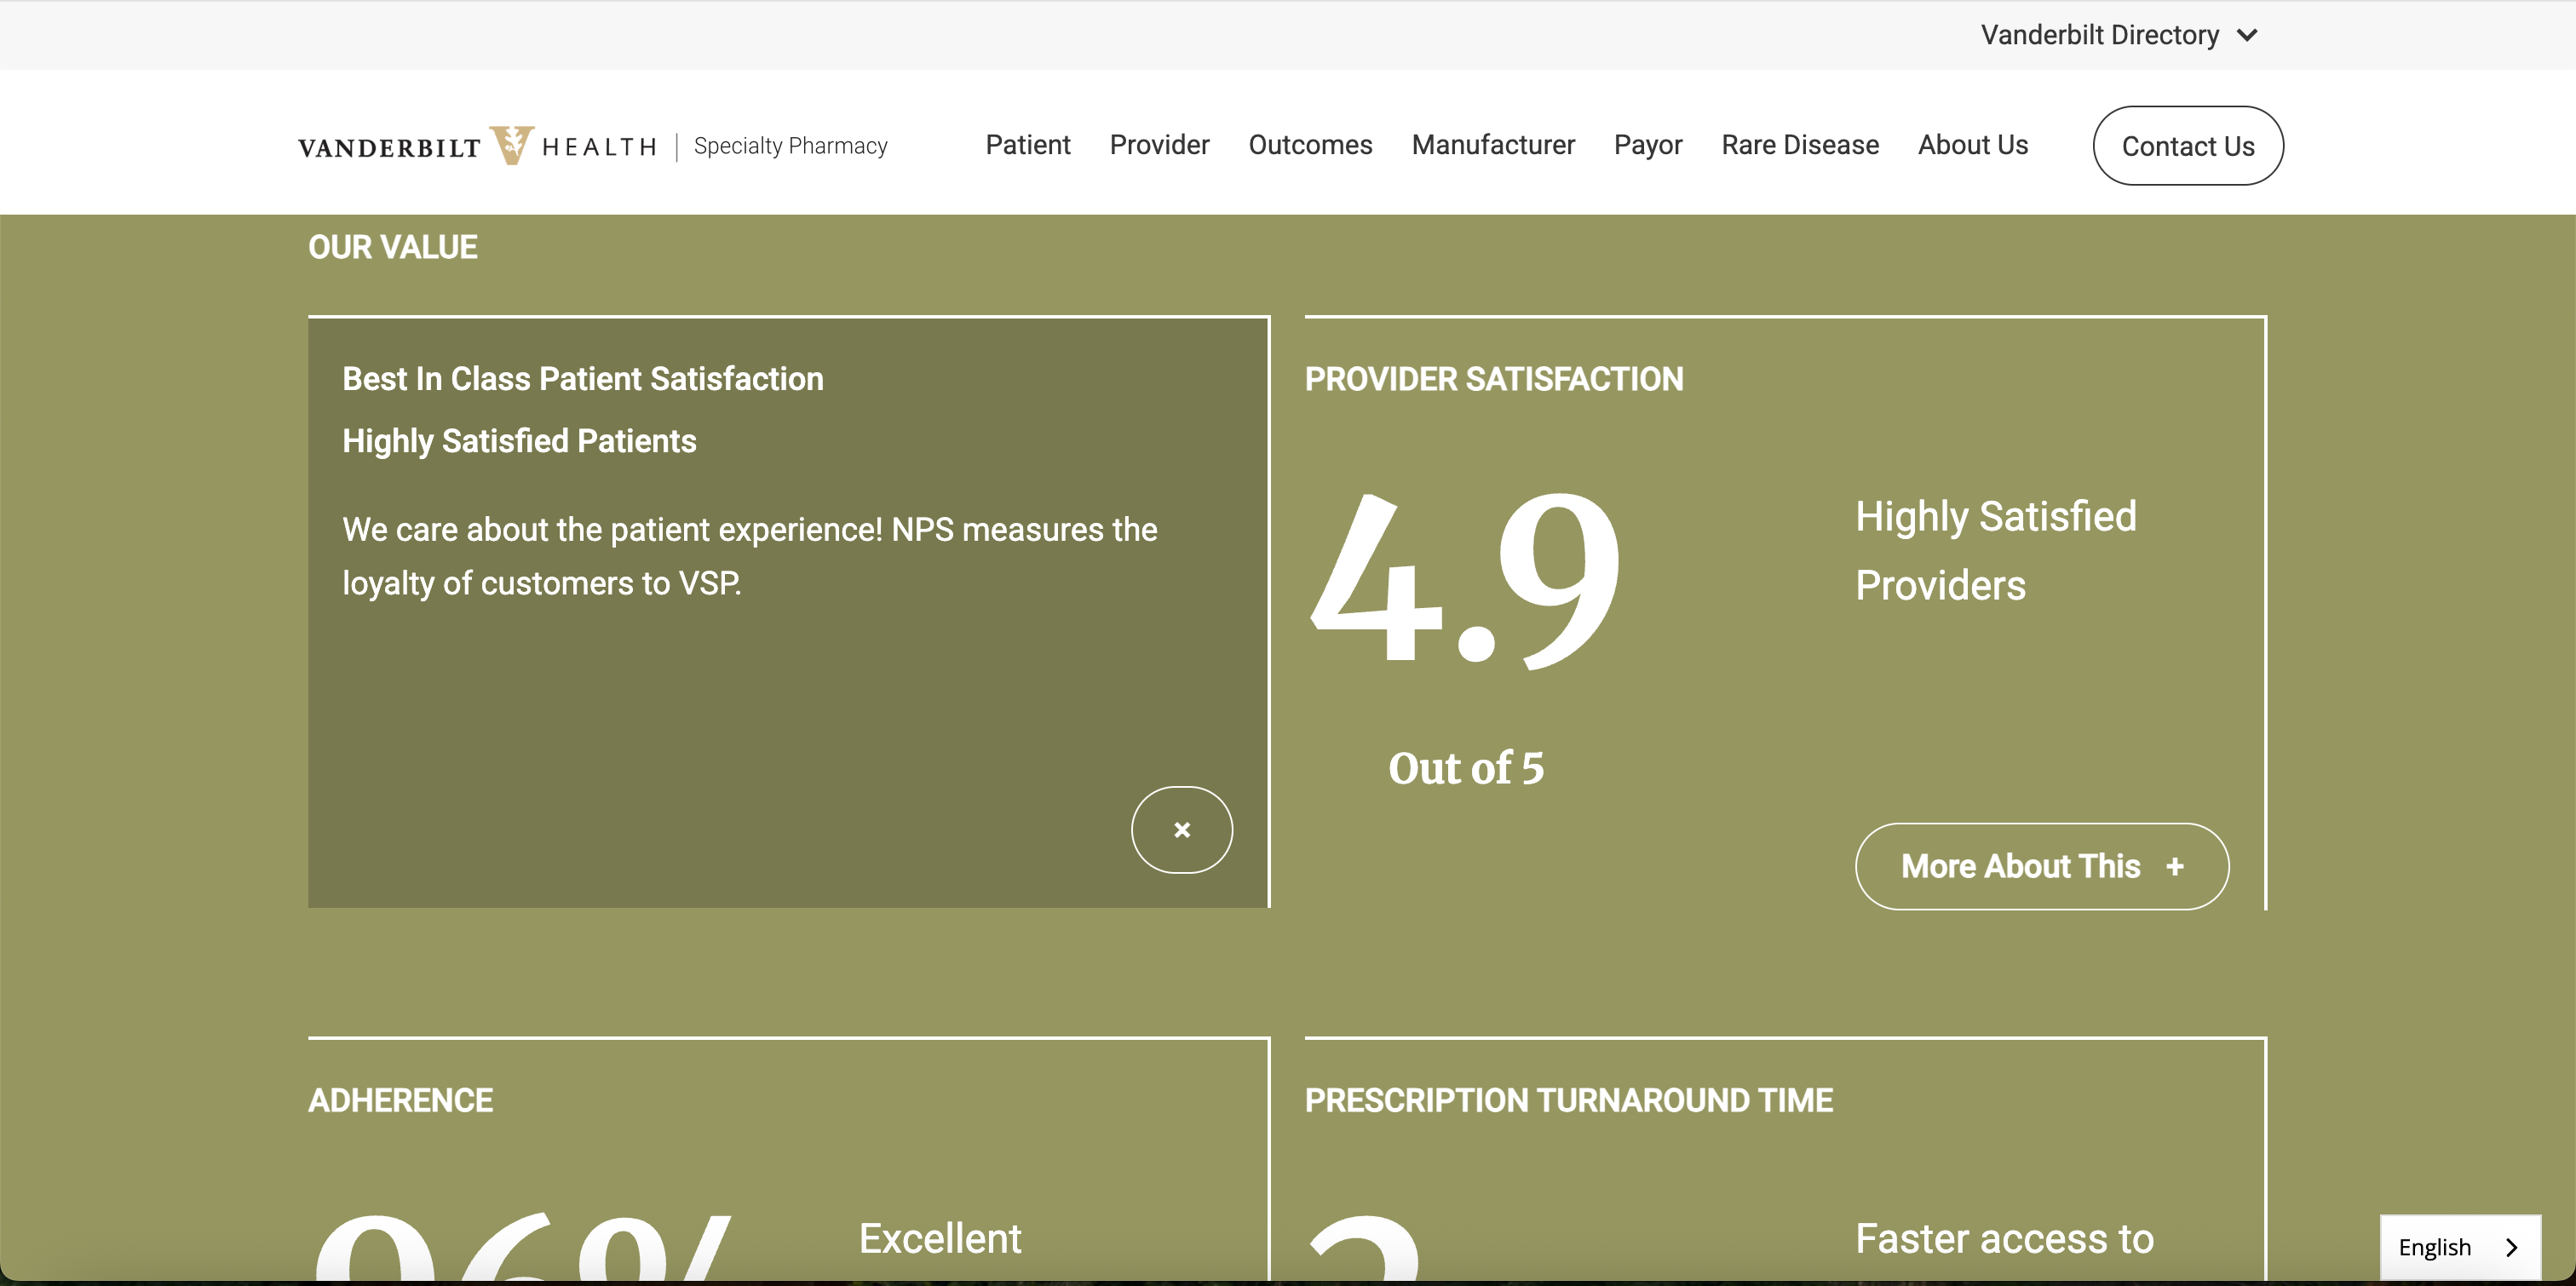 Vanderbilt Directory
VANDERBILT HEALTH Specialty Pharmacy
Patient Provider Outcomes Manufacturer Payor Rare Disease About Us Contact Us
OUR VALUE
Best In Class Patient Satisfaction
Highly Satisfied Patients
We care about the patient experience! NPS measures the
loyalty of customers to VSP.
PROVIDER SATISFACTION
4.9
Out of 5
Highly Satisfied
Providers
More About This +
ADHERENCE
96%
Excellent
PRESCRIPTION TURNAROUND TIME
Faster access to
English